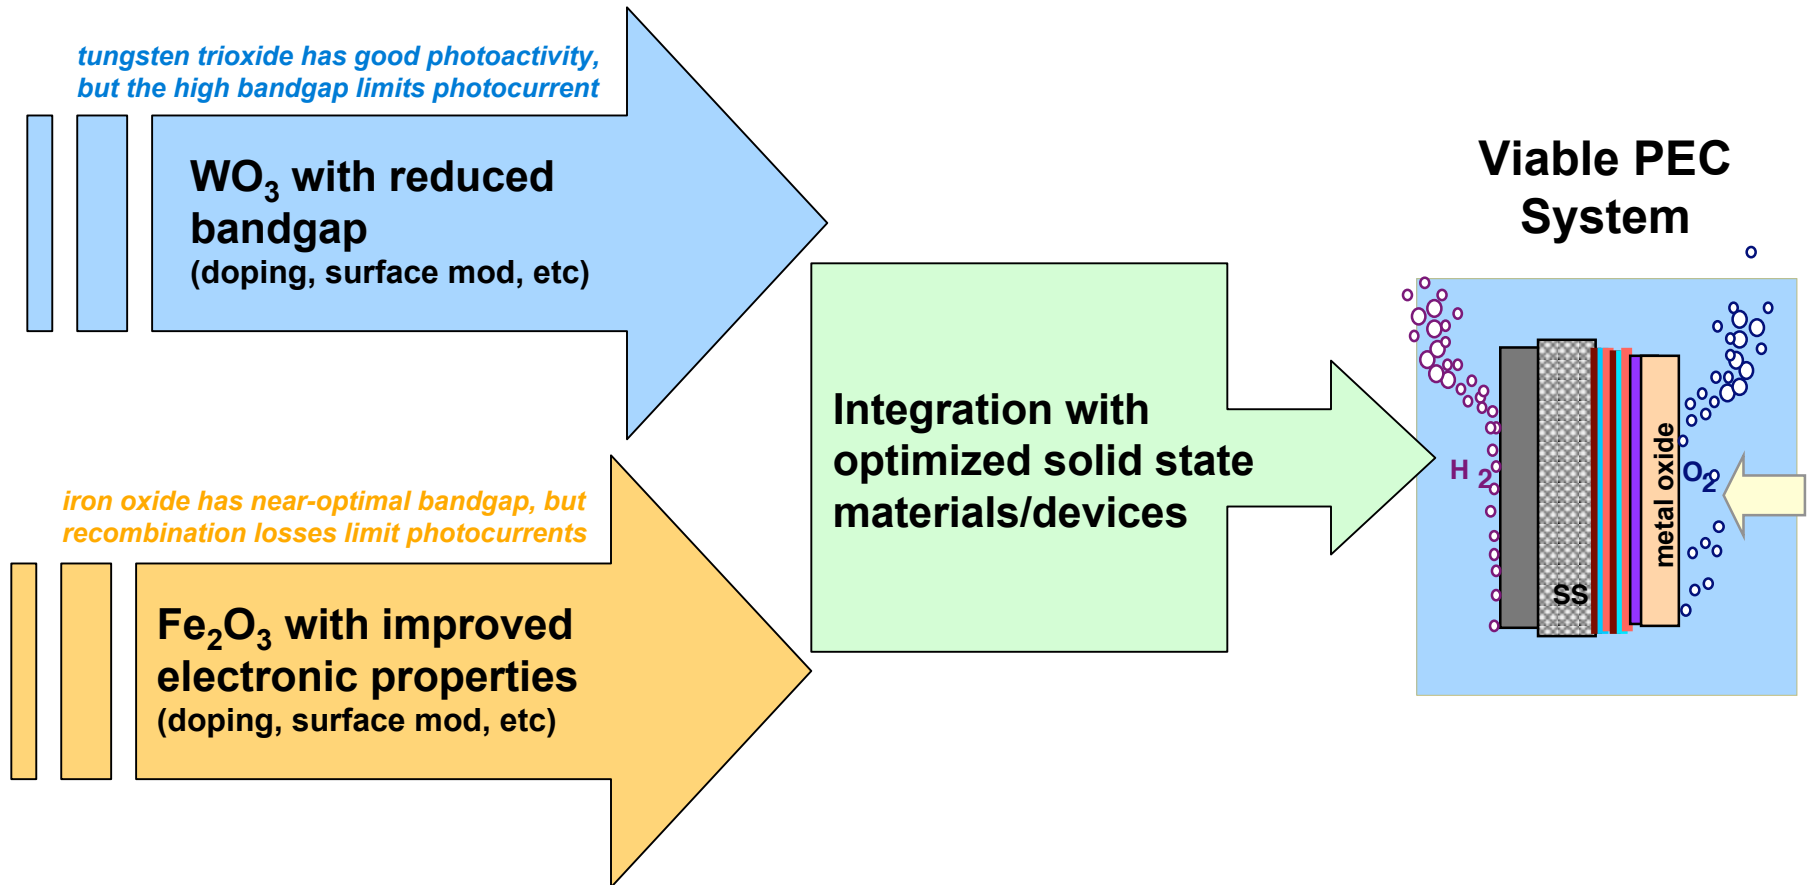 tungsten trioxide has good photoactivity,
but the high bandgap limits photocurrent
WO₃ with reduced
bandgap
(doping, surface mod, etc)
iron oxide has near-optimal bandgap, but
recombination losses limit photocurrents
Fe₂O₃ with improved
electronic properties
(doping, surface mod, etc)
Integration with
optimized solid state
materials/devices
Viable PEC
System
H₂
SS
metal oxide
O₂